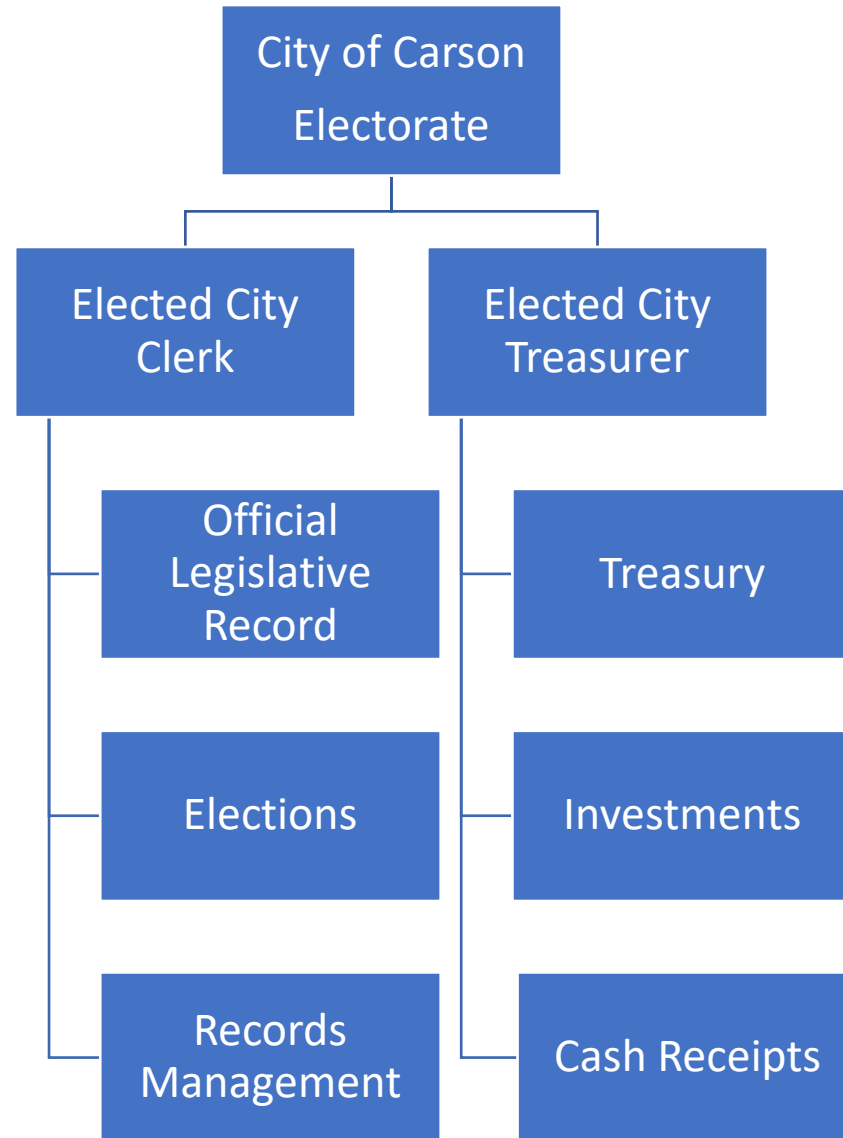 City of Carson
Electorate
Elected City
Clerk
Elected City
Treasurer
Official
Legislative
Record
Treasury
Elections
Investments
Records
Management
Cash Receipts